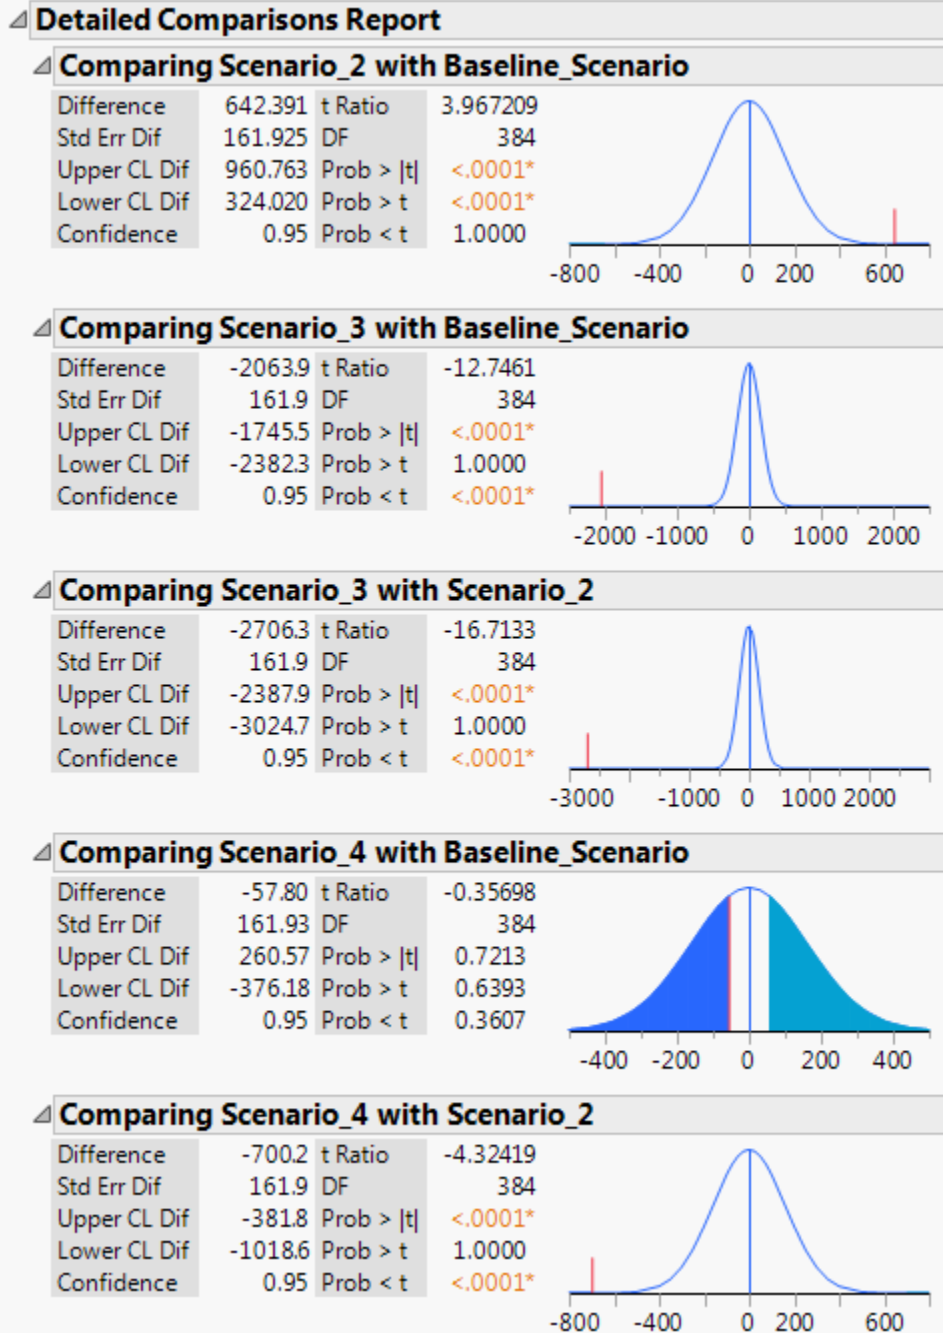 Detailed Comparisons Report
Comparing Scenario_2 with Baseline_Scenario
Difference 642.391 t Ratio 3.967209
Std Err Dif 161.925 DF 384
Upper CL Dif 960.763 Prob > |t| <.0001*
Lower CL Dif 324.020 Prob > t <.0001*
Confidence 0.95 Prob < t 1.0000
-800 -400 0 200 600
Comparing Scenario_3 with Baseline_Scenario
Difference -2063.9 t Ratio -12.7461
Std Err Dif 161.9 DF 384
Upper CL Dif -1745.5 Prob > |t| <.0001*
Lower CL Dif -2382.3 Prob > t 1.0000
Confidence 0.95 Prob < t <.0001*
-2000 -1000 0 1000 2000
Comparing Scenario_3 with Scenario_2
Difference -2706.3 t Ratio -16.7133
Std Err Dif 161.9 DF 384
Upper CL Dif -2387.9 Prob > |t| <.0001*
Lower CL Dif -3024.7 Prob > t 1.0000
Confidence 0.95 Prob < t <.0001*
-3000 -1000 0 1000 2000
Comparing Scenario_4 with Baseline_Scenario
Difference -57.80 t Ratio -0.35698
Std Err Dif 161.93 DF 384
Upper CL Dif 260.57 Prob > |t| 0.7213
Lower CL Dif -376.18 Prob > t 0.6393
Confidence 0.95 Prob < t 0.3607
-400 -200 0 200 400
Comparing Scenario_4 with Scenario_2
Difference -700.2 t Ratio -4.32419
Std Err Dif 161.9 DF 384
Upper CL Dif -381.8 Prob > |t| <.0001*
Lower CL Dif -1018.6 Prob > t 1.0000
Confidence 0.95 Prob < t <.0001*
-800 -400 0 200 600